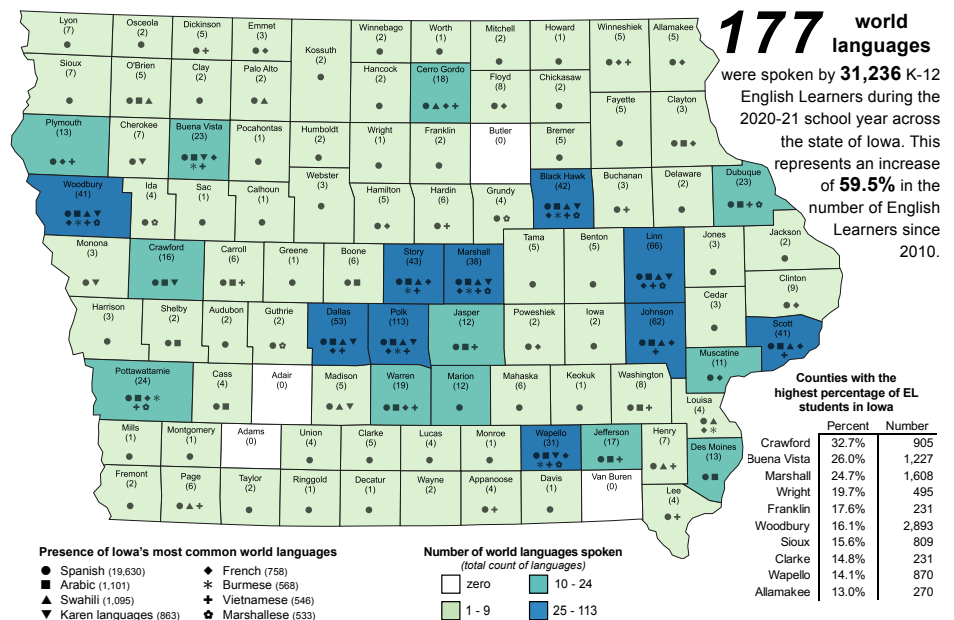 177 world
languages
were spoken by 31,236 K-12
English Learners during the
2020-21 school year across
the state of Iowa. This
represents an increase
of 59.5% in the
number of English
Learners since
2010.
Lyon
(7)
Osceola
(2)
Dickinson
(5)
Emmet
(3)
Kossuth
(2)
Winnebago
(2)
Worth
(1)
Mitchell
(2)
Howard
(1)
Winneshiek
(5)
Allamakee
(5)
Sioux
(7)
O'Brien
(5)
Clay
(2)
Palo Alto
(2)
Hancock
(2)
Cerro Gordo
(18)
Floyd
(8)
Chickasaw
(2)
Fayette
(5)
Clayton
(3)
Plymouth
(13)
Cherokee
(7)
Buena Vista
(23)
Pocahontas
(1)
Humboldt
(2)
Wright
(1)
Franklin
(2)
Butler
(0)
Bremer
(5)
Woodbury
(41)
Ida
(4)
Sac
(1)
Calhoun
(1)
Webster
(3)
Hamilton
(5)
Hardin
(6)
Grundy
(4)
Black Hawk
(42)
Buchanan
(3)
Delaware
(2)
Dubuque
(23)
Monona
(3)
Crawford
(16)
Carroll
(6)
Greene
(1)
Boone
(6)
Story
(43)
Marshall
(38)
Tama
(5)
Benton
(5)
Linn
(66)
Jones
(3)
Jackson
(2)
Clinton
(9)
Harrison
(3)
Shelby
(2)
Audubon
(2)
Guthrie
(2)
Dallas
(53)
Polk
(113)
Jasper
(12)
Poweshiek
(2)
Iowa
(2)
Johnson
(62)
Cedar
(3)
Scott
(41)
Muscatine
(11)
Pottawattamie
(24)
Cass
(4)
Adair
(0)
Madison
(5)
Warren
(19)
Marion
(12)
Mahaska
(6)
Keokuk
(1)
Washington
(8)
Louisa
(4)
Mills
(1)
Montgomery
(1)
Adams
(0)
Union
(4)
Clarke
(5)
Lucas
(4)
Monroe
(1)
Wapello
(31)
Jefferson
(17)
Henry
(7)
Des Moines
(13)
Fremont
(2)
Page
(6)
Taylor
(2)
Ringgold
(1)
Decatur
(1)
Wayne
(2)
Appanoose
(4)
Davis
(1)
Van Buren
(0)
Lee
(4)
Counties with the
highest percentage of EL
students in Iowa
Percent Number
Crawford 32.7% 905
Buena Vista 26.0% 1,227
Marshall 24.7% 1,608
Wright 19.7% 495
Franklin 17.6% 231
Woodbury 16.1% 2,893
Sioux 15.6% 809
Clarke 14.8% 231
Wapello 14.1% 870
Allamakee 13.0% 270
Presence of Iowa's most common world languages
Spanish (19,630)
Arabic (1,101)
Swahili (1,095)
Karen languages (863)
French (758)
Burmese (568)
Vietnamese (546)
Marshallese (533)
Number of world languages spoken
(total count of languages)
zero
1 - 9
10 - 24
25 - 113